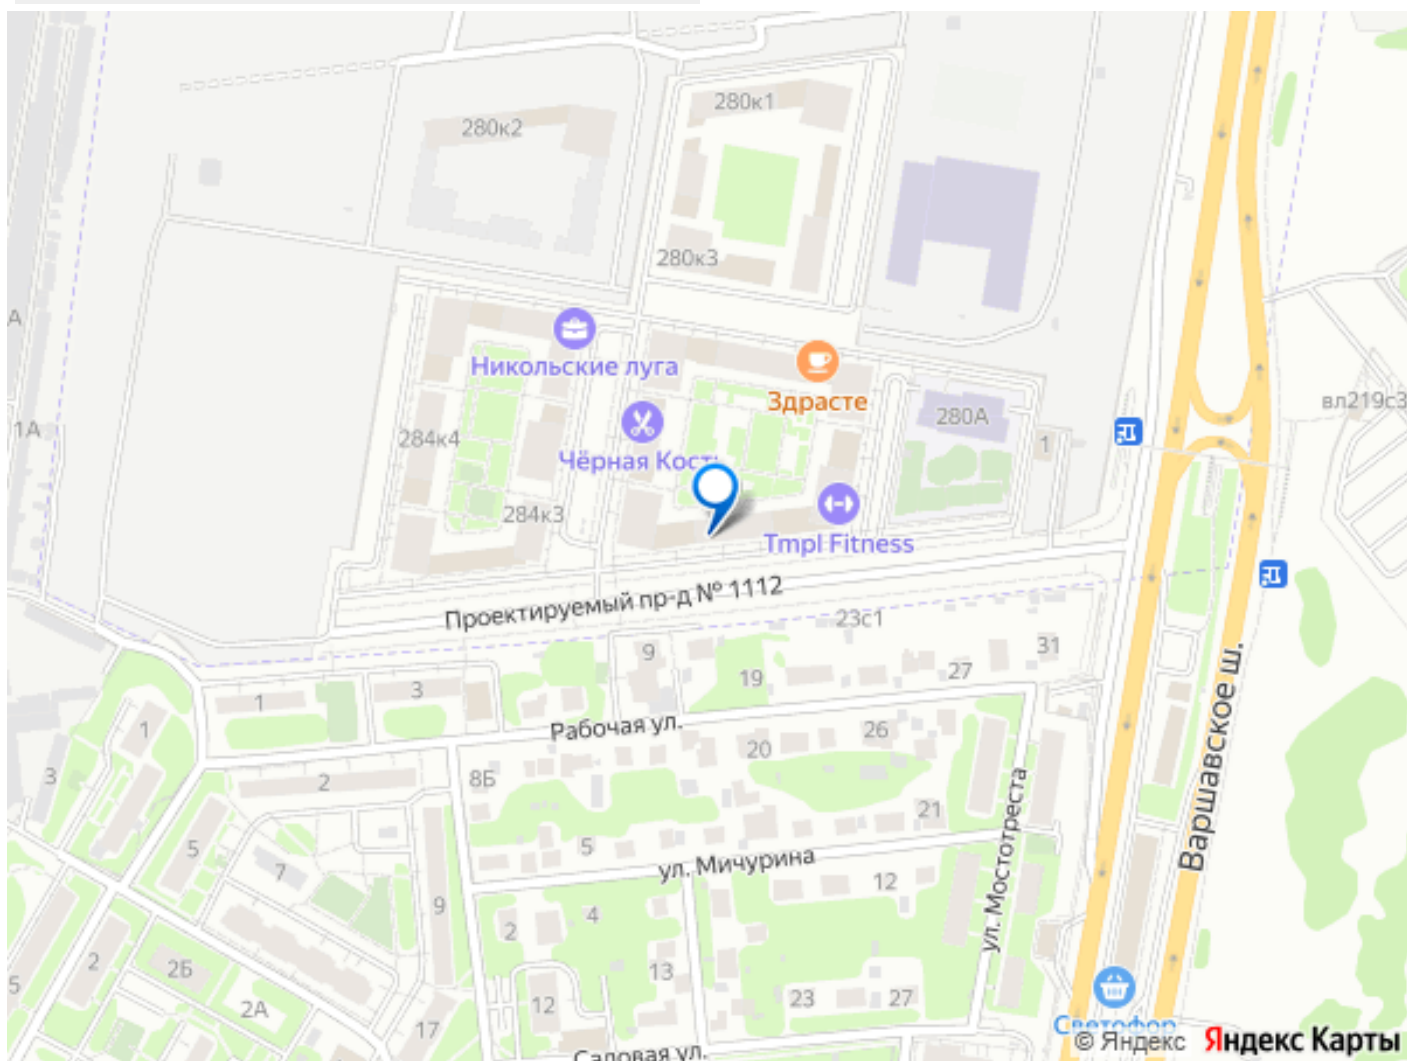 280к1
280к2
280к3
Никольские луга
Здрасте
вл219с3
А
1А
284к4
280А
1
Чёрная Кость
284к3
Tmpl Fitness
Проектируемый пр-д № 1112
23с1
9
31
19
27
1
3
Варшавское ш.
Рабочая ул.
1
26
20
8Б
3
2
21
5
5
7
ул. Мичурина
ул. Мостотреста
12
9
4
2
2
2Б
13
5
2А
12
23
27
17
Светофор
Садовая ул.
© Яндекс Яндекс Карты